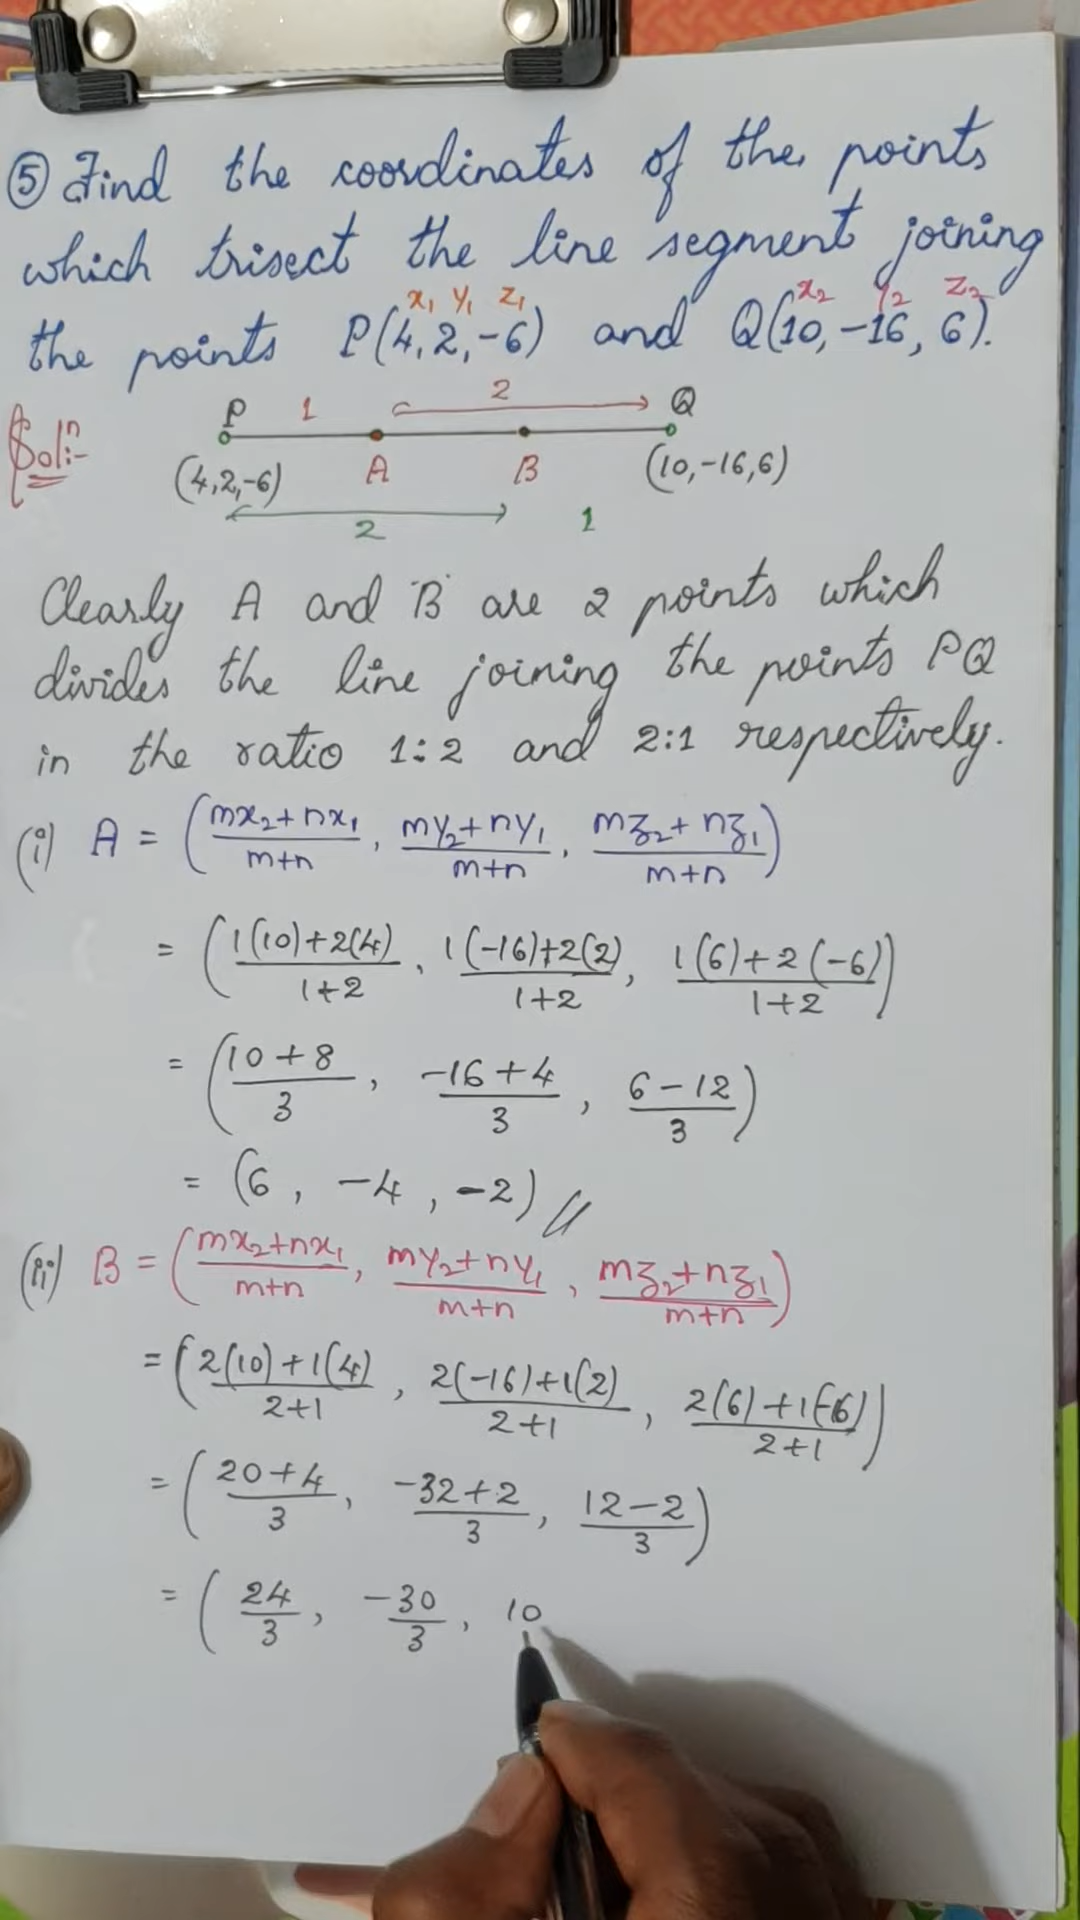 ⑤ Find the coordinates of the points
which trisect the line segment joining
x₁ y₁ z₁ x₂ y₂ z₂
the points P(4,2,-6) and Q(10,-16,6).
Solⁿ:-
P 1 2 Q
(4,2,-6) A B (10,-16,6)
2 1
Clearly A and B are 2 points which
divides the line joining the points PQ
in the ratio 1:2 and 2:1 respectively.
(i) A = ( (mx₂+nx₁)/(m+n), (my₂+ny₁)/(m+n), (mz₂+nz₁)/(m+n) )
= ( (1(10)+2(4))/(1+2), (1(-16)+2(2))/(1+2), (1(6)+2(-6))/(1+2) )
= ( (10+8)/3, (-16+4)/3, (6-12)/3 )
= (6, -4, -2) //
(ii) B = ( (mx₂+nx₁)/(m+n), (my₂+ny₁)/(m+n), (mz₂+nz₁)/(m+n) )
= ( (2(10)+1(4))/(2+1), (2(-16)+1(2))/(2+1), (2(6)+1(-6))/(2+1) )
= ( (20+4)/3, (-32+2)/3, (12-2)/3 )
= ( 24/3, -30/3, 10